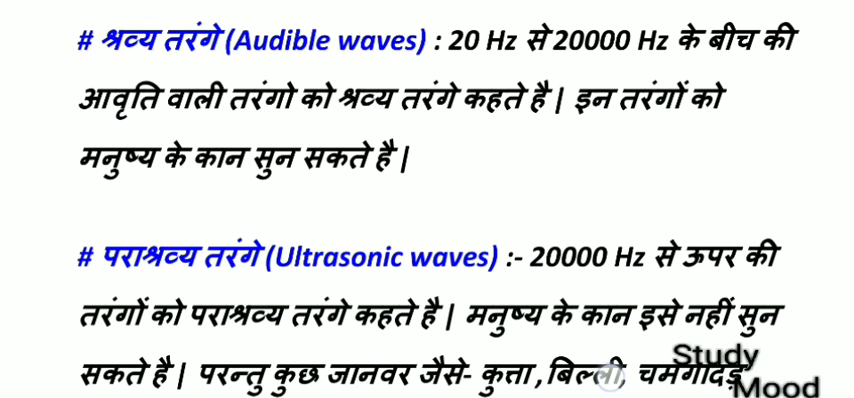 # श्रव्य तरंगे (Audible waves) : 20 Hz से 20000 Hz के बीच की
आवृति वाली तरंगो को श्रव्य तरंगे कहते है | इन तरंगों को
मनुष्य के कान सुन सकते है |
# पराश्रव्य तरंगे (Ultrasonic waves) :- 20000 Hz से ऊपर की
तरंगों को पराश्रव्य तरंगे कहते है | मनुष्य के कान इसे नहीं सुन
सकते है | परन्तु कुछ जानवर जैसे- कुत्ता , बिल्ली, चमगादड़
Study
Mood